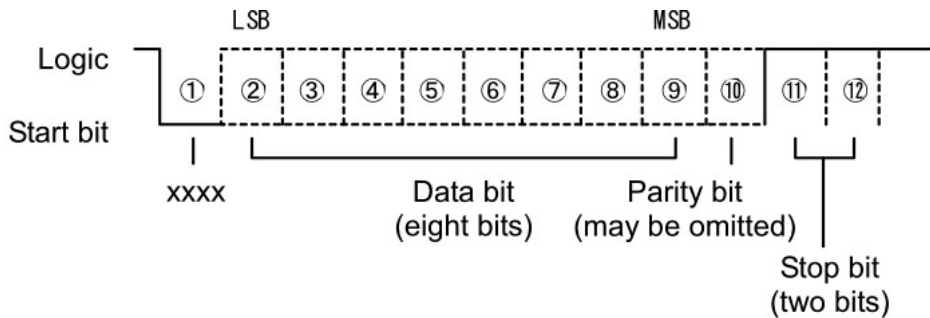 LSB MSB
Logic
① ② ③ ④ ⑤ ⑥ ⑦ ⑧ ⑨ ⑩ ⑪ ⑫
Start bit
xxxx
Data bit
(eight bits)
Parity bit
(may be omitted)
Stop bit
(two bits)